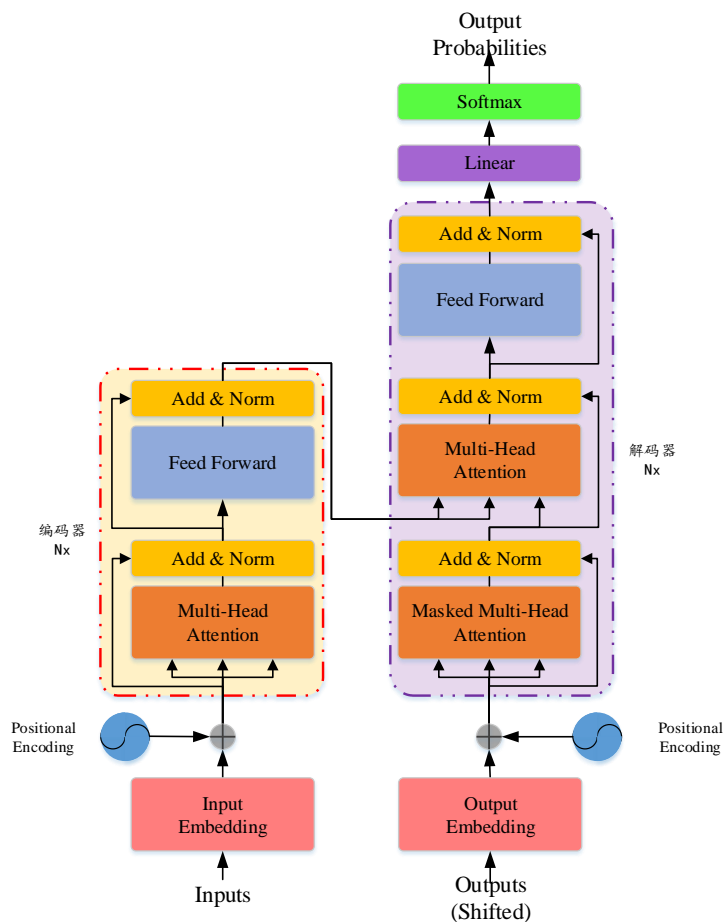 Output
Probabilities
Softmax
Linear
Add & Norm
Feed Forward
Add & Norm
Multi-Head
Attention
解码器
Nx
Add & Norm
Masked Multi-Head
Attention
Add & Norm
Feed Forward
编码器
Nx
Add & Norm
Multi-Head
Attention
Positional
Encoding
Positional
Encoding
Input
Embedding
Output
Embedding
Inputs
Outputs
(Shifted)